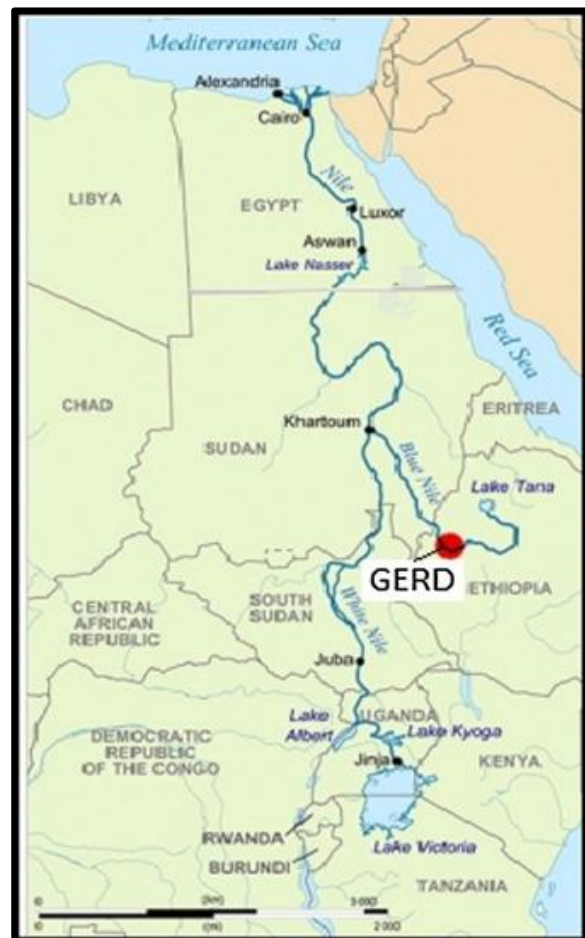 Mediterranean Sea
Alexandria
Cairo
Nile
LIBYA
EGYPT
Luxor
Aswan
Lake Nasser
Red Sea
CHAD
ERITREA
Khartoum
SUDAN
Blue Nile
Lake Tana
GERD
ETHIOPIA
CENTRAL
AFRICAN
REPUBLIC
SOUTH
SUDAN
White Nile
Juba
Lake
Albert
UGANDA
Lake Kyoga
DEMOCRATIC
REPUBLIC
OF THE CONGO
Jinja
KENYA
RWANDA
BURUNDI
Lake Victoria
TANZANIA